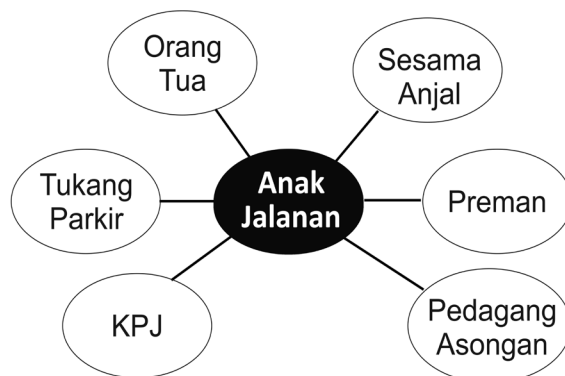 Orang
Tua
Sesama
Anjal
Anak
Jalanan
Tukang
Parkir
Preman
KPJ
Pedagang
Asongan